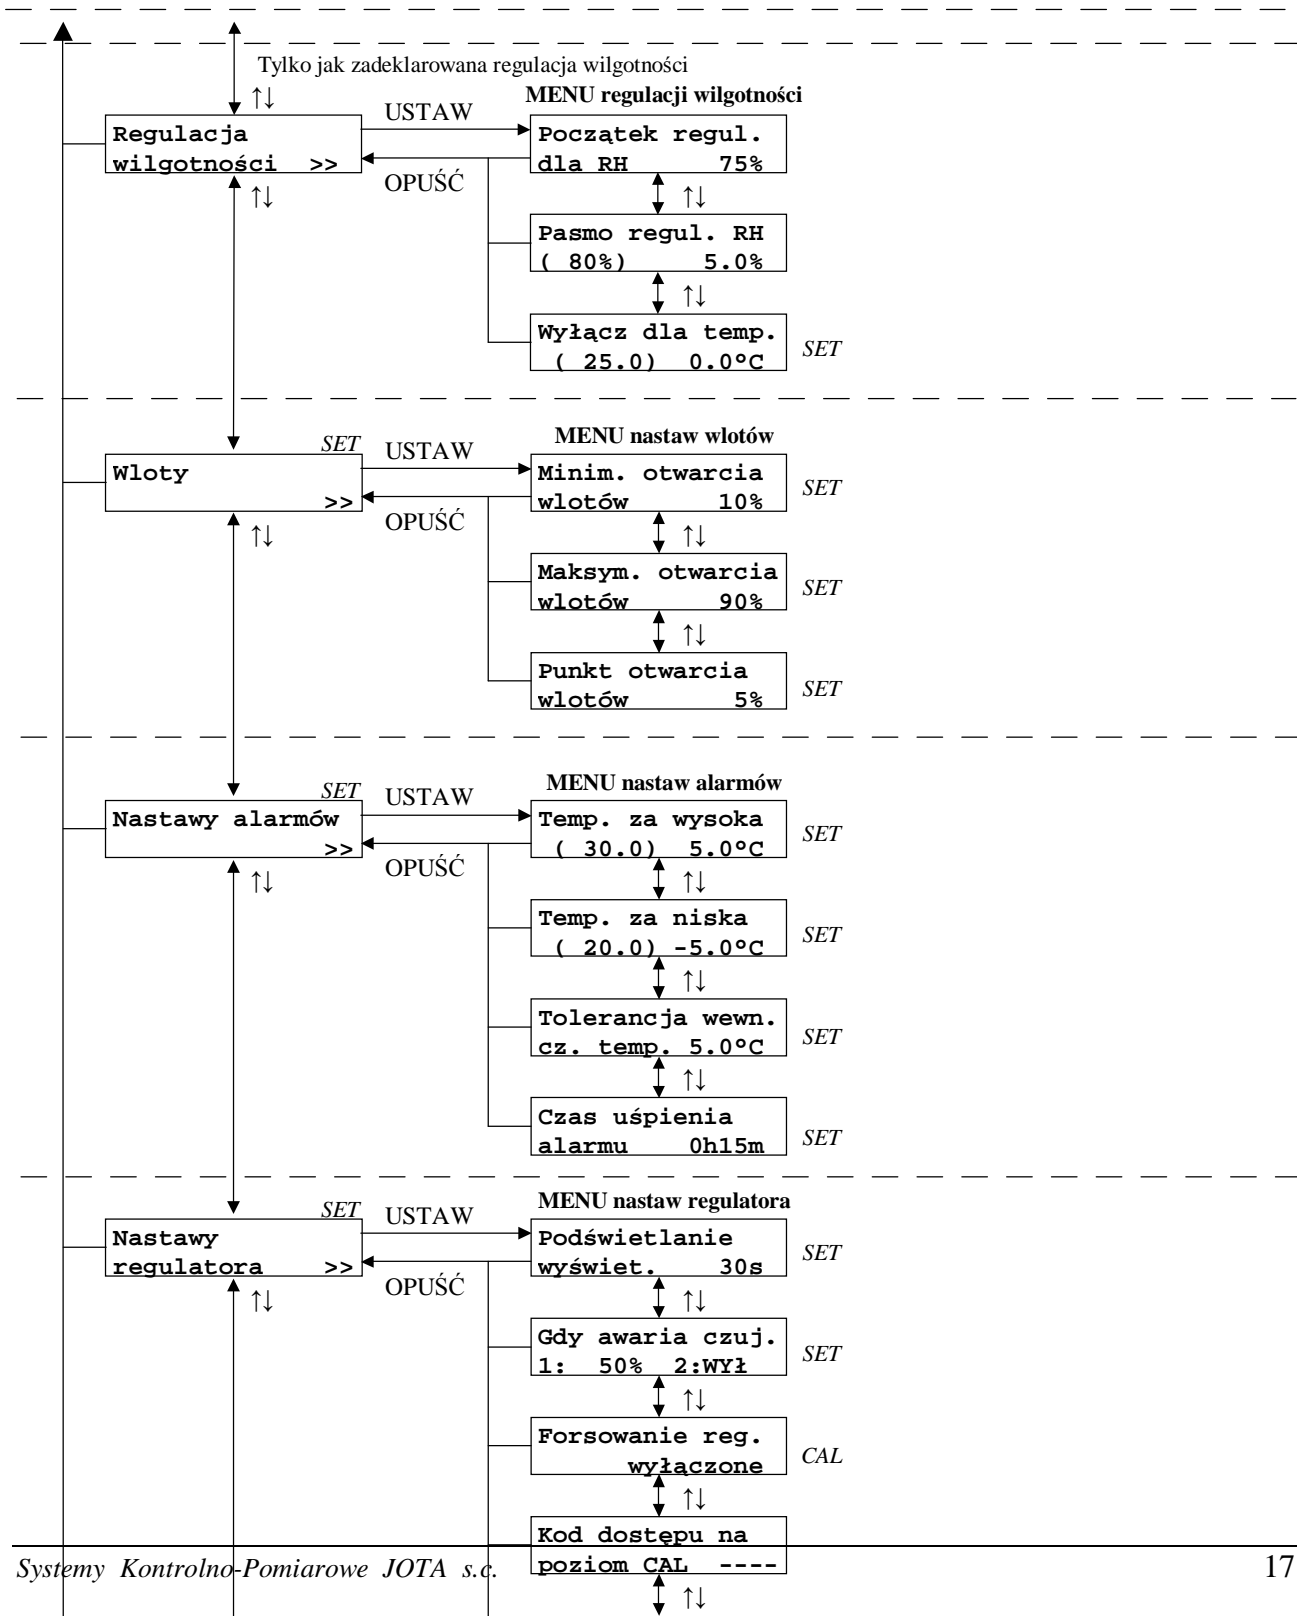 Tylko jak zadeklarowana regulacja wilgotności
↑↓
USTAW
MENU regulacji wilgotności
Regulacja
wilgotności >>
OPUŚĆ
↑↓
Początek regul.
dla RH 75%
↑↓
Pasmo regul. RH
( 80%) 5.0%
↑↓
Wyłącz dla temp.
( 25.0) 0.0°C
SET
MENU nastaw wlotów
SET
USTAW
Wloty
>>
OPUŚĆ
↑↓
Minim. otwarcia
wlotów 10%
SET
↑↓
Maksym. otwarcia
wlotów 90%
SET
↑↓
Punkt otwarcia
wlotów 5%
SET
MENU nastaw alarmów
SET
USTAW
Nastawy alarmów
>>
OPUŚĆ
↑↓
Temp. za wysoka
( 30.0) 5.0°C
SET
↑↓
Temp. za niska
( 20.0) -5.0°C
SET
↑↓
Tolerancja wewn.
cz. temp. 5.0°C
SET
↑↓
Czas uśpienia
alarmu 0h15m
SET
MENU nastaw regulatora
SET
USTAW
Nastawy
regulatora >>
OPUŚĆ
↑↓
Podświetlanie
wyświet. 30s
SET
↑↓
Gdy awaria czuj.
1: 50% 2:WYŁ
SET
↑↓
Forsowanie reg.
wyłączone
CAL
↑↓
Kod dostępu na
poziom CAL ----
↑↓
Systemy Kontrolno-Pomiarowe JOTA s.c.
17